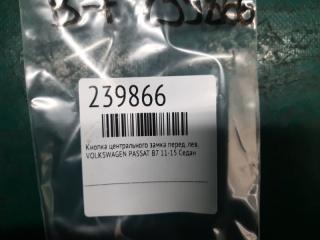 239866
Кнопка центрального замка перед. лев.
VOLKSWAGEN PASSAT B7 11-15 Седан